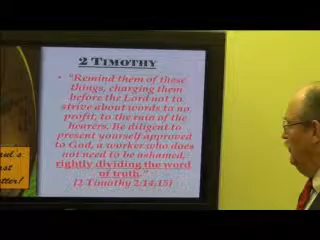 2 Timothy
• "Remind them of these
things, charging them
before the Lord not to
strive about words to no
profit, to the ruin of the
hearers. Be diligent to
present yourself approved
to God, a worker who does
not need to be ashamed,
rightly dividing the word
of truth."
(2 Timothy 2:14,15)